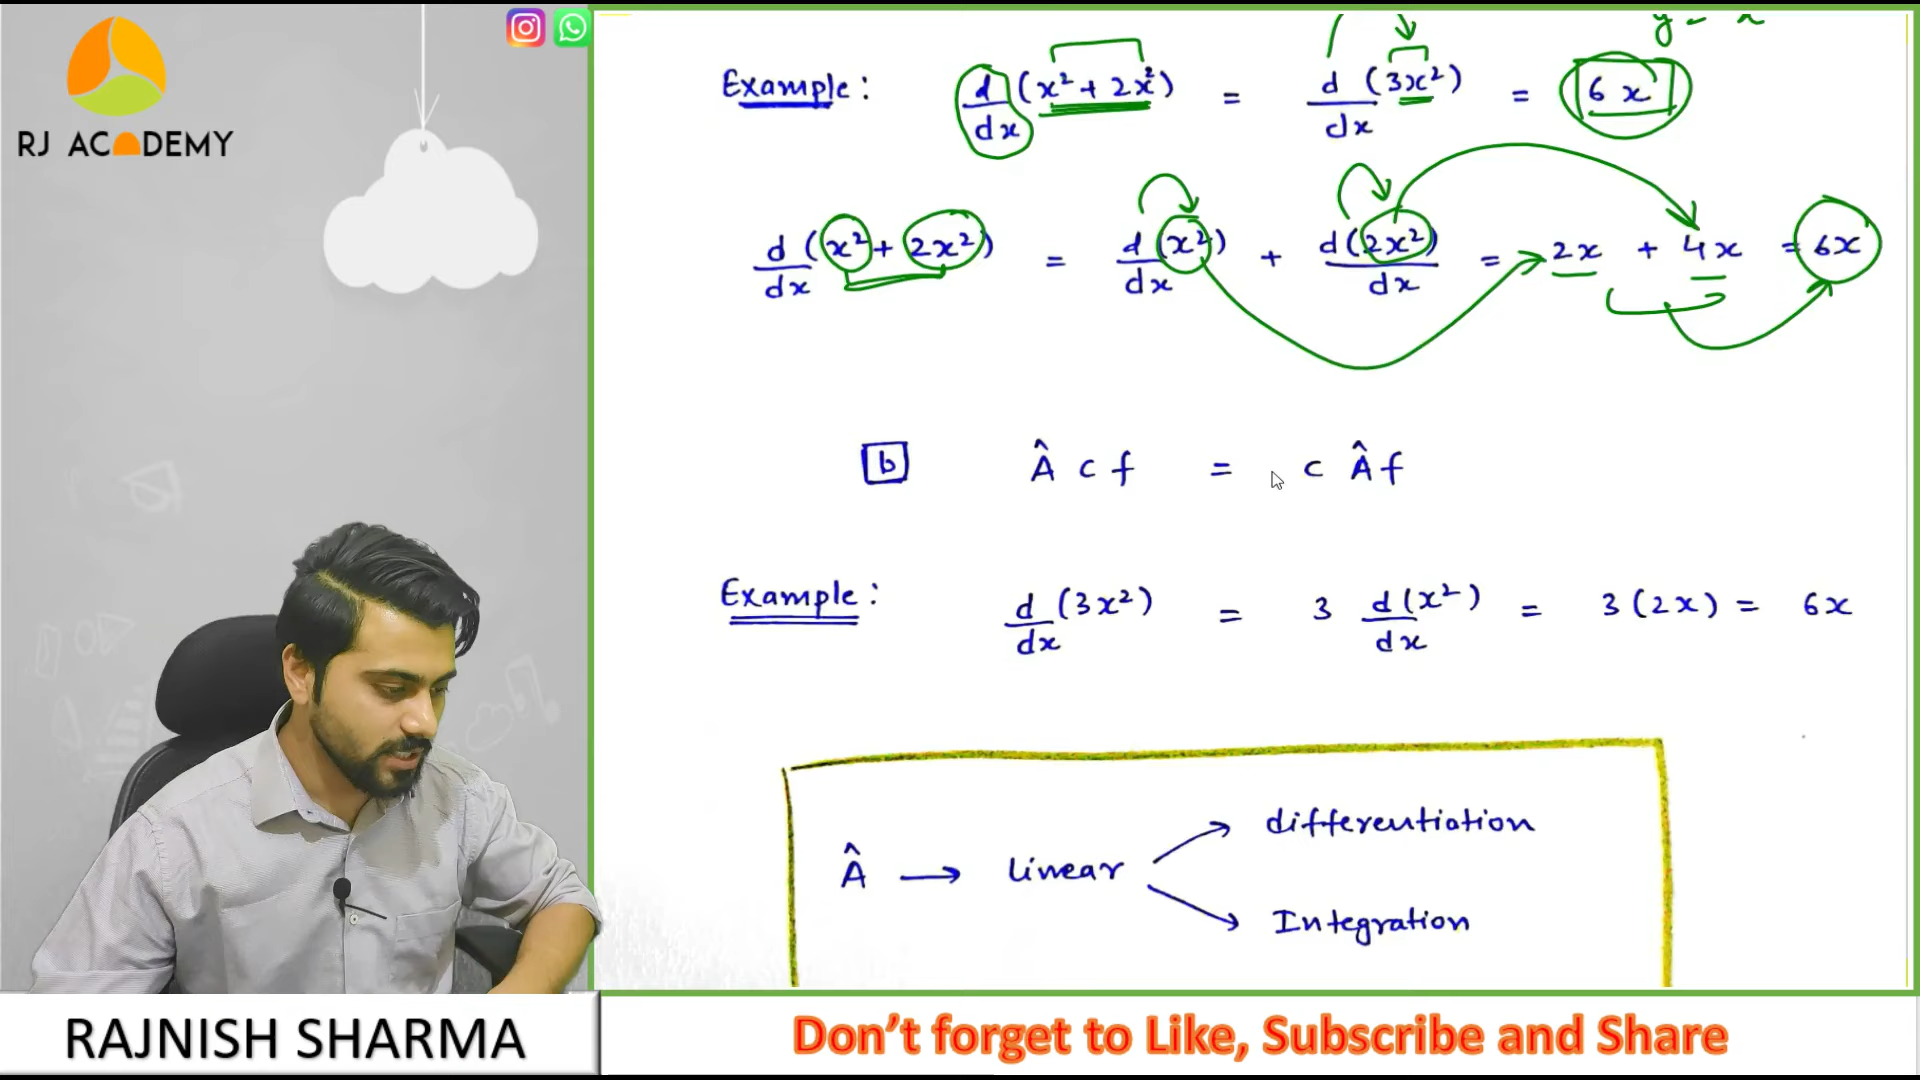 RJ ACADEMY
y = x
Example : d/dx (x² + 2x²) = d/dx (3x²) = 6x
d/dx (x² + 2x²) = d/dx (x²) + d(2x²)/dx = 2x + 4x = 6x
b Â c f = c Â f
Example : d/dx (3x²) = 3 d(x²)/dx = 3(2x) = 6x
differentiation
Â → linear
Integration
RAJNISH SHARMA
Don't forget to Like, Subscribe and Share